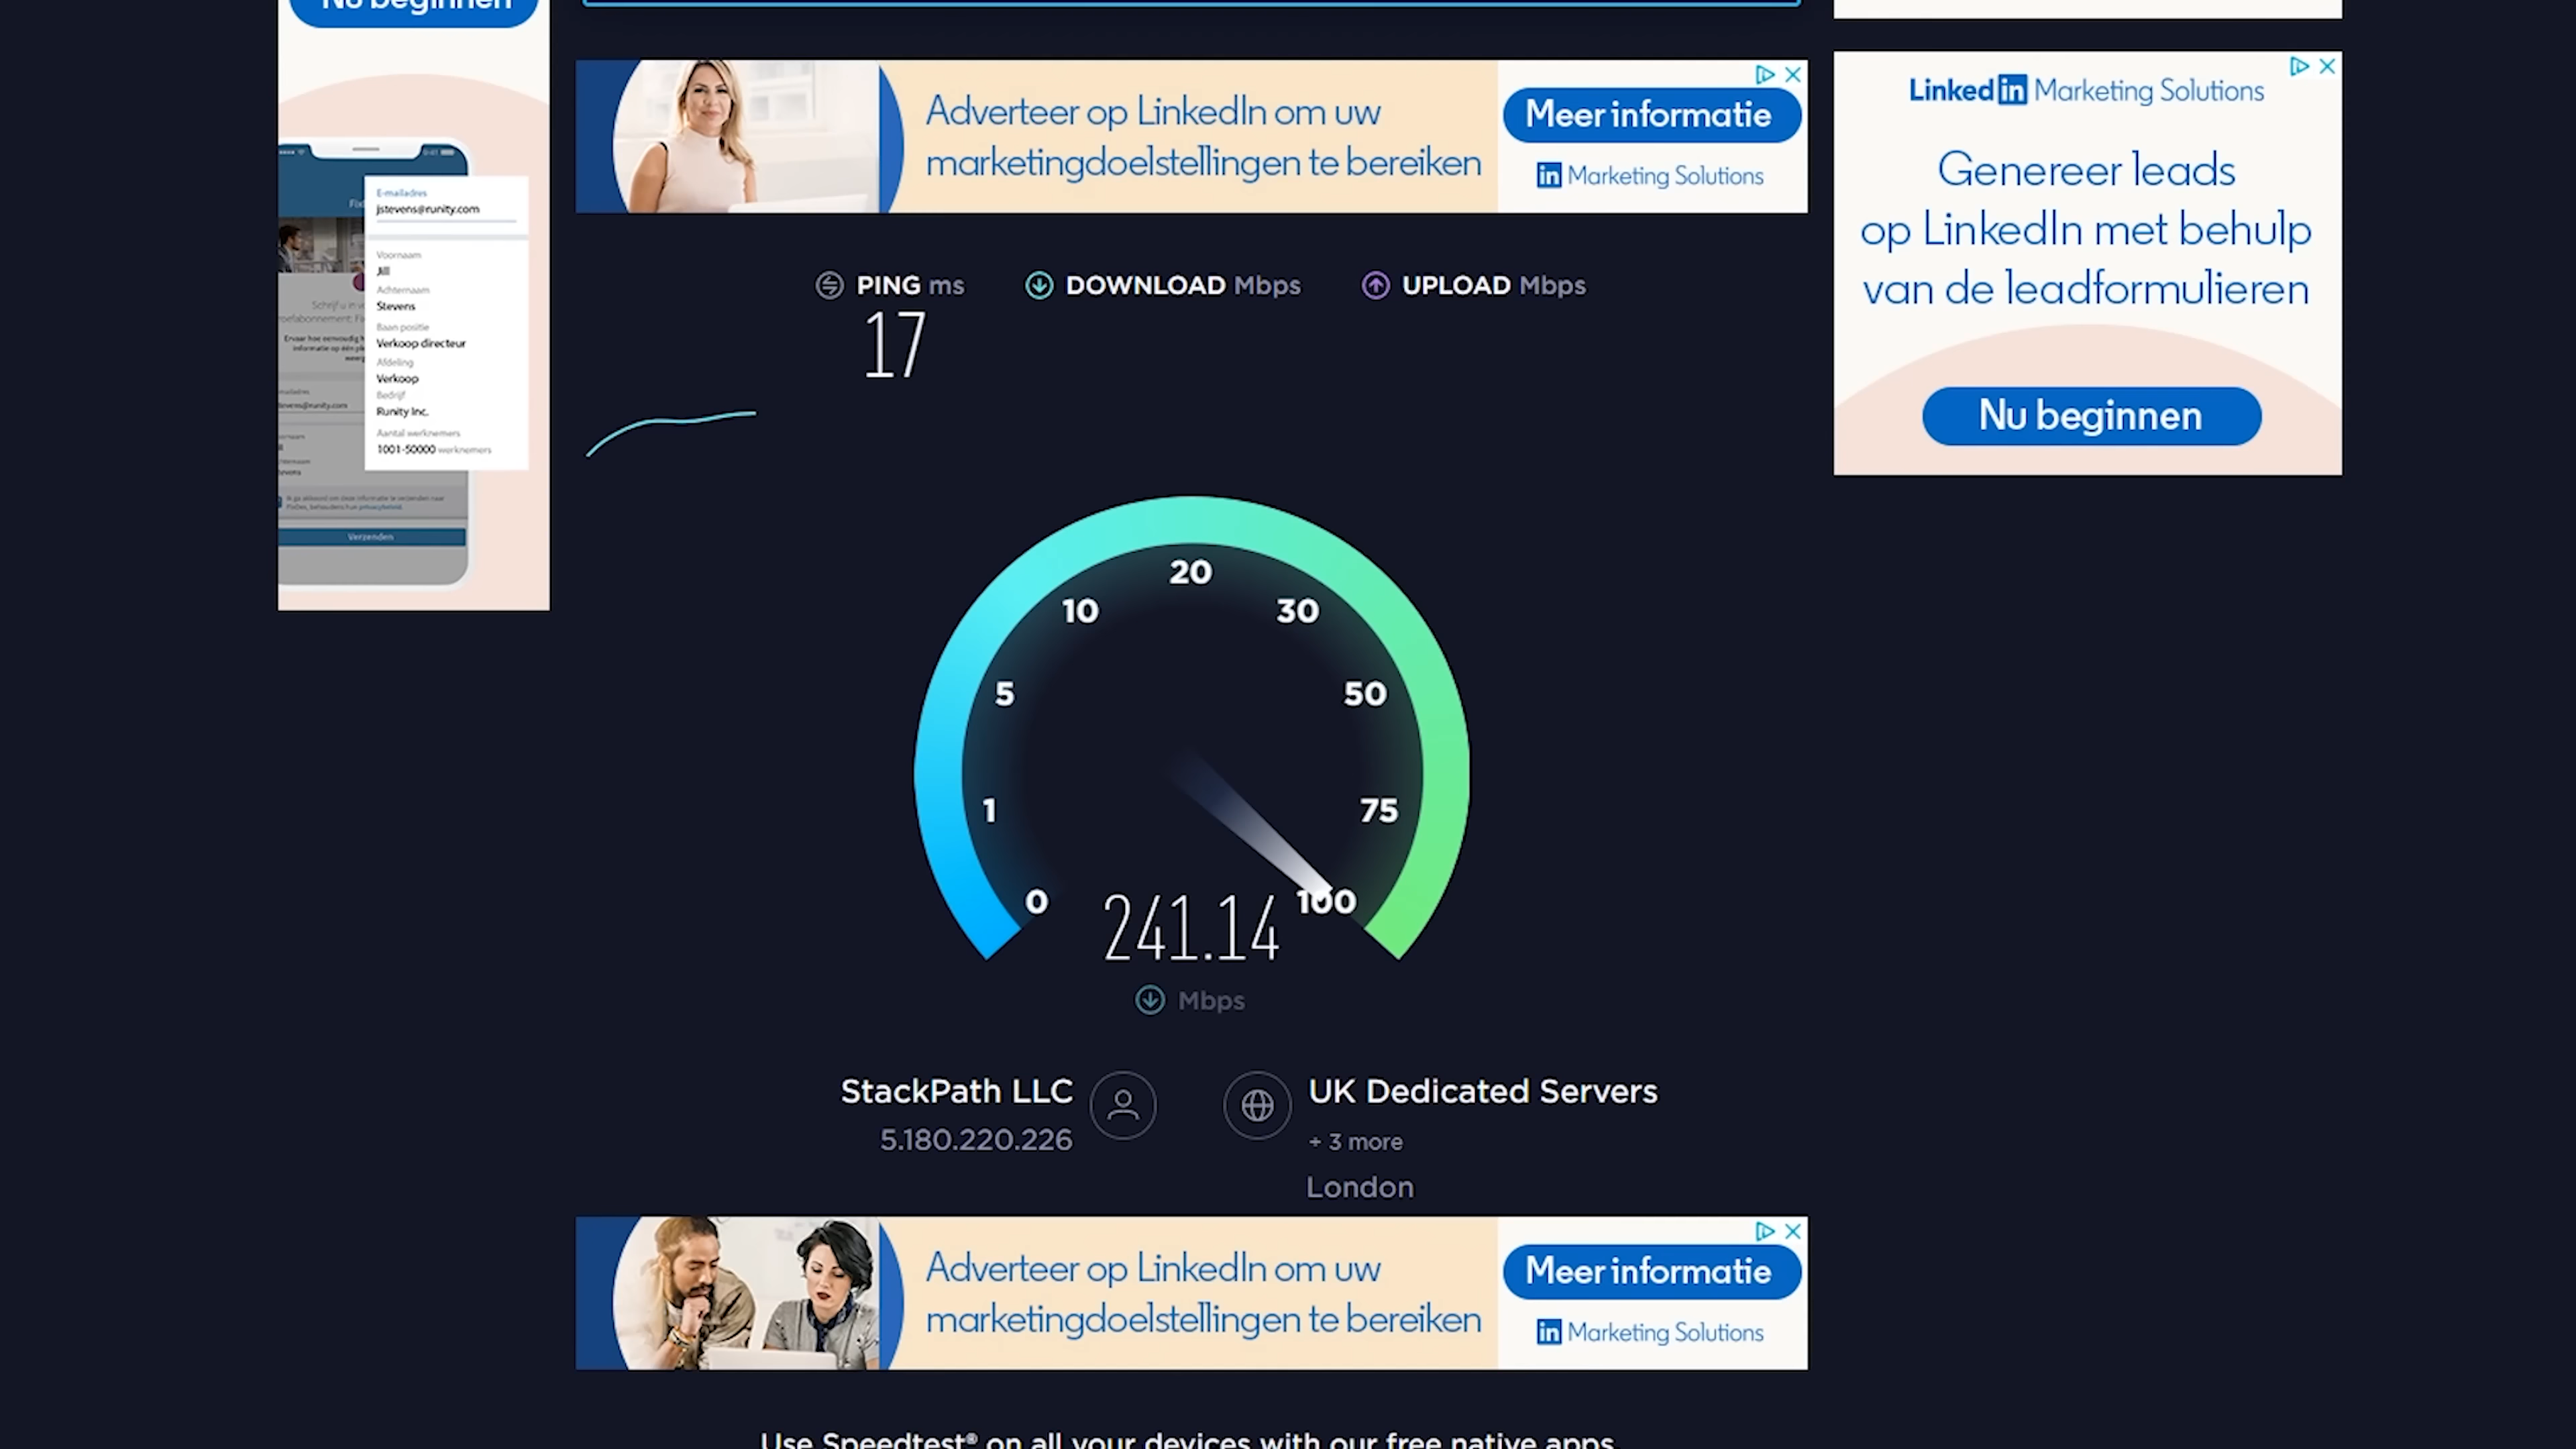 Nu beginnen
E-mailadres
jstevens@runity.com
Voornaam
Jill
Achternaam
Stevens
Baan positie
Verkoop directeur
Afdeling
Verkoop
Bedrijf
Runity Inc.
Aantal werknemers
1001-50000 werknemers
Verzenden
Adverteer op LinkedIn om uw
marketingdoelstellingen te bereiken
Meer informatie
in Marketing Solutions
Linked in Marketing Solutions
Genereer leads
op LinkedIn met behulp
van de leadformulieren
Nu beginnen
PING ms
17
DOWNLOAD Mbps
UPLOAD Mbps
0
1
5
10
20
30
50
75
100
241.14
Mbps
StackPath LLC
5.180.220.226
UK Dedicated Servers
+ 3 more
London
Adverteer op LinkedIn om uw
marketingdoelstellingen te bereiken
Meer informatie
in Marketing Solutions
Use Speedtest® on all your devices with our free native apps.